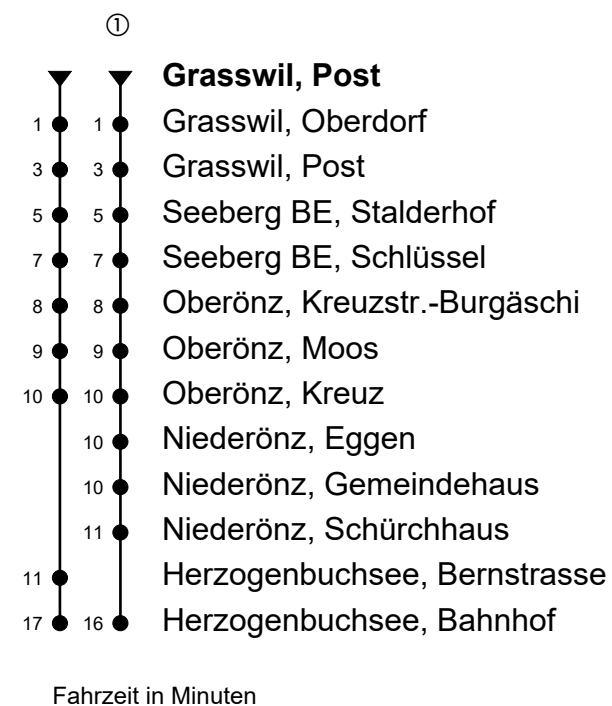 ①
Grasswil, Post
1 1 Grasswil, Oberdorf
3 3 Grasswil, Post
5 5 Seeberg BE, Stalderhof
7 7 Seeberg BE, Schlüssel
8 8 Oberönz, Kreuzstr.-Burgäschi
9 9 Oberönz, Moos
10 10 Oberönz, Kreuz
10 Niederönz, Eggen
10 Niederönz, Gemeindehaus
11 Niederönz, Schürchhaus
11 Herzogenbuchsee, Bernstrasse
17 16 Herzogenbuchsee, Bahnhof
Fahrzeit in Minuten